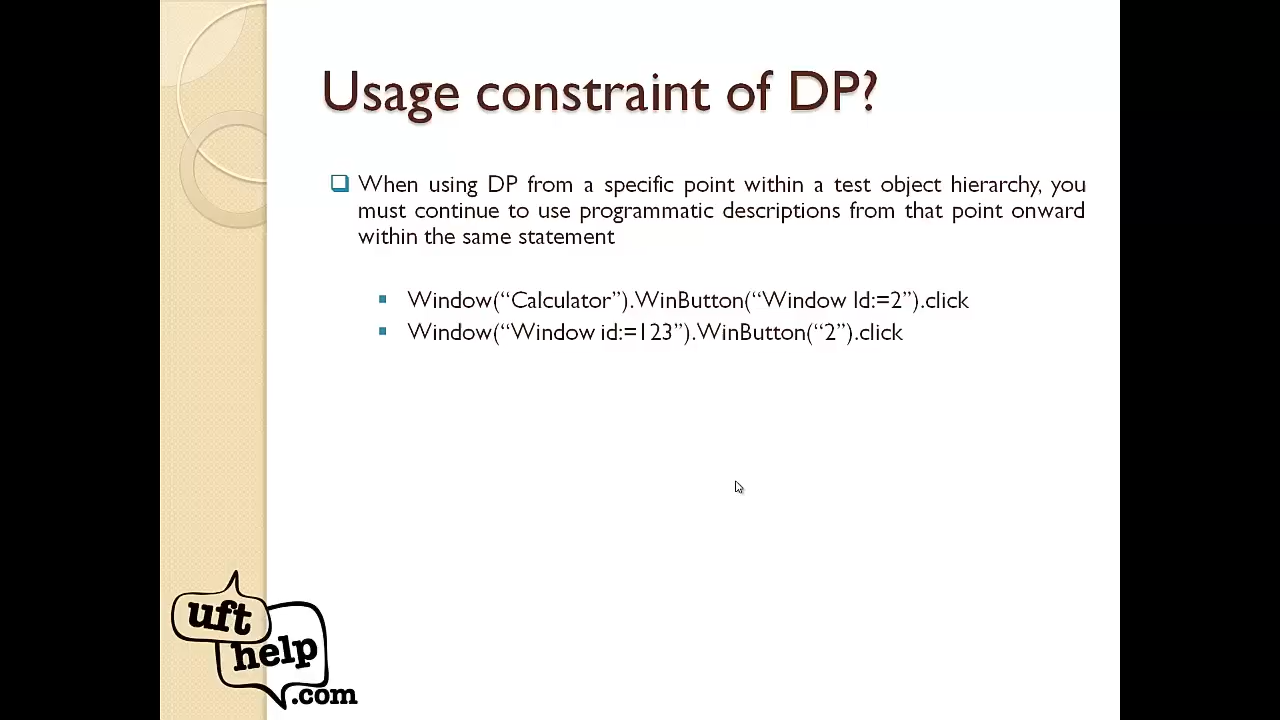 Usage constraint of DP?
When using DP from a specific point within a test object hierarchy, you
must continue to use programmatic descriptions from that point onward
within the same statement
Window(“Calculator”).WinButton(“Window Id:=2”).click
Window(“Window id:=123”).WinButton(“2”).click
uft
help
.com